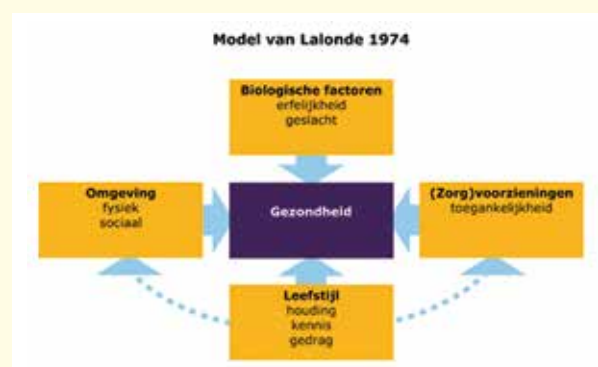 Model van Lalonde 1974
Biologische factoren
erfelijkheid
geslacht
Omgeving
fysiek
sociaal
Gezondheid
(Zorg)voorzieningen
toegankelijkheid
Leefstijl
houding
kennis
gedrag